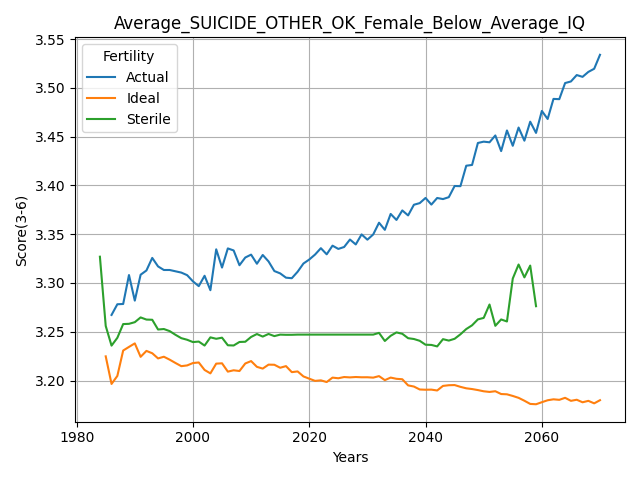 Average_SUICIDE_OTHER_OK_Female_Below_Average_IQ
3.55
3.50
3.45
3.40
3.35
3.30
3.25
3.20
Score(3-6)
Fertility
Actual
Ideal
Sterile
1980
2000
2020
2040
2060
Years